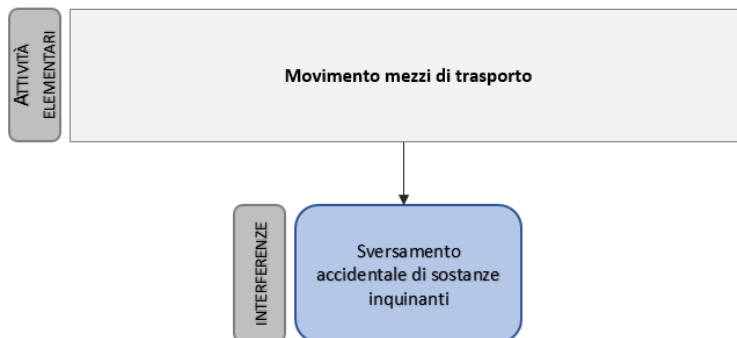 ATTIVITÀ
ELEMENTARI
Movimento mezzi di trasporto
INTERFERENZE
Sversamento
accidentale di sostanze
inquinanti